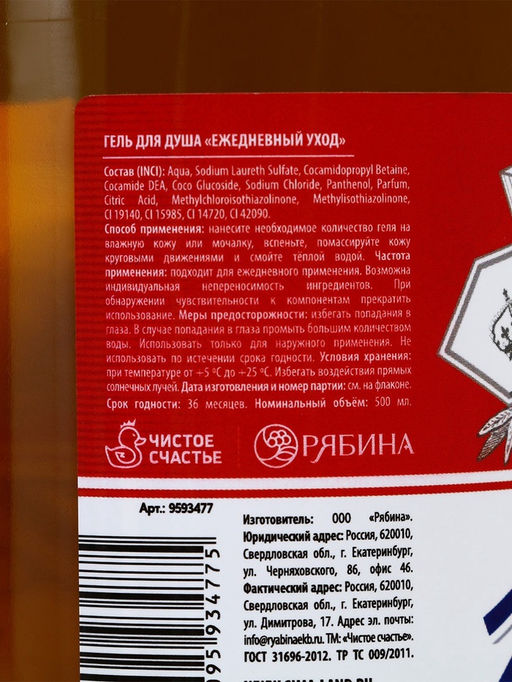 ГЕЛЬ ДЛЯ ДУША «ЕЖЕДНЕВНЫЙ УХОД»
Состав (INCI): Aqua, Sodium Laureth Sulfate, Cocamidopropyl Betaine,
Cocamide DEA, Coco Glucoside, Sodium Chloride, Panthenol, Parfum,
Citric Acid, Methylchloroisothiazolinone, Methylisothiazolinone,
CI 19140, CI 15985, CI 14720, CI 42090.
Способ применения: нанесите необходимое количество геля на
влажную кожу или мочалку, вспеньте, помассируйте кожу
круговыми движениями и смойте тёплой водой. Частота
применения: подходит для ежедневного применения. Возможна
индивидуальная непереносимость ингредиентов. При
обнаружении чувствительности к компонентам прекратить
использование. Меры предосторожности: избегать попадания в
глаза. В случае попадания в глаза промыть большим количеством
воды. Использовать только для наружного применения. Не
использовать по истечении срока годности. Условия хранения:
при температуре от +5 °С до +25 °С. Избегать воздействия прямых
солнечных лучей. Дата изготовления и номер партии: см. на флаконе.
Срок годности: 36 месяцев. Номинальный объём: 500 мл.
ЧИСТОЕ
СЧАСТЬЕ
РЯБИНА
Арт.: 9593477
Изготовитель: ООО «Рябина».
Юридический адрес: Россия, 620010,
Свердловская обл., г. Екатеринбург,
ул. Черняховского, 86, офис 46.
Фактический адрес: Россия, 620010,
Свердловская обл., г. Екатеринбург,
ул. Димитрова, 17. Адрес эл. почты:
info@ryabinaekb.ru. ТМ: «Чистое счастье».
ГОСТ 31696-2012. ТР ТС 009/2011.